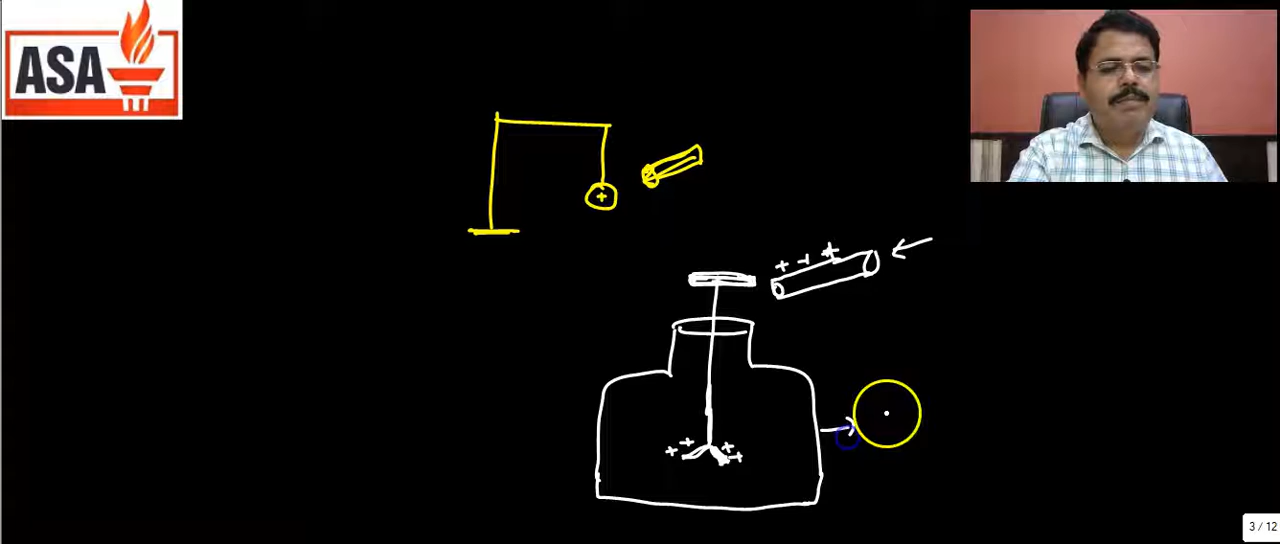 ASA
+
+ + +
+ + + +
3 / 12